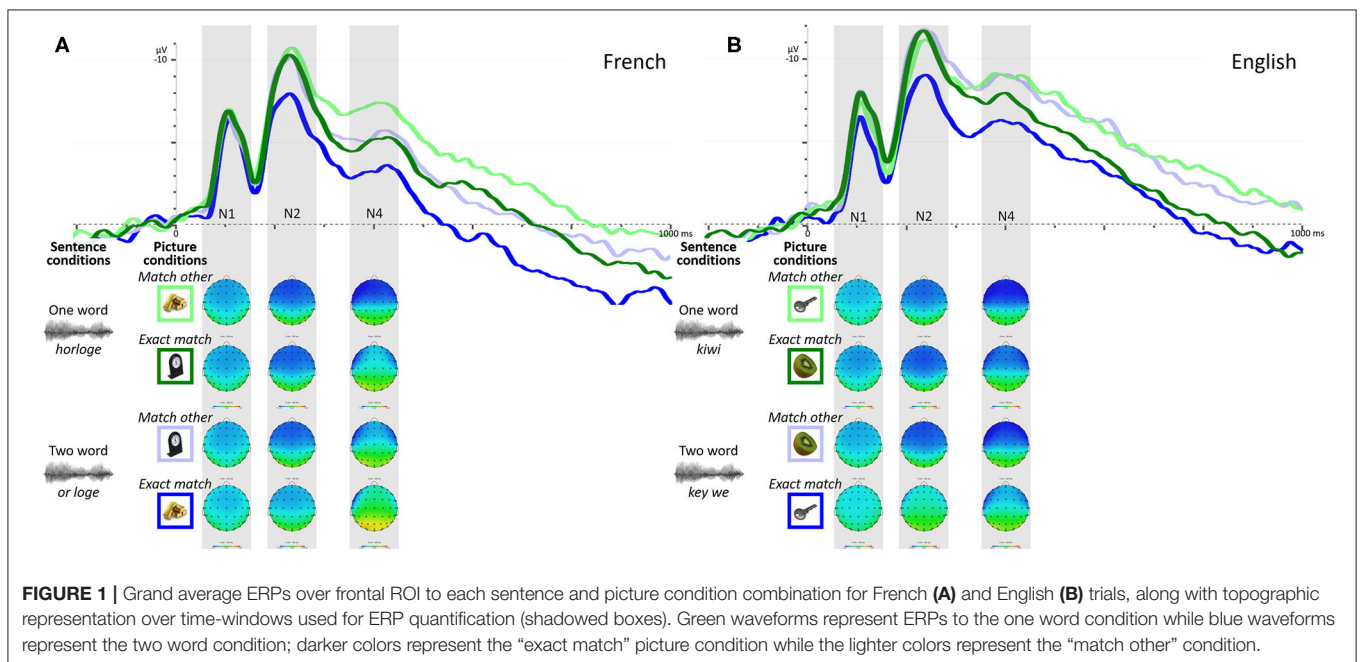 A
µV
-10
French
N1
N2
N4
0
1000 ms
Sentence
conditions
Picture
conditions
Match other
One word
horloge
Exact match
Match other
Two word
or loge
Exact match
B
µV
-10
English
N1
N2
N4
0
1000 ms
Sentence
conditions
Picture
conditions
Match other
One word
kiwi
Exact match
Match other
Two word
key we
Exact match
FIGURE 1 | Grand average ERPs over frontal ROI to each sentence and picture condition combination for French (A) and English (B) trials, along with topographic
representation over time-windows used for ERP quantification (shadowed boxes). Green waveforms represent ERPs to the one word condition while blue waveforms
represent the two word condition; darker colors represent the “exact match” picture condition while the lighter colors represent the “match other” condition.